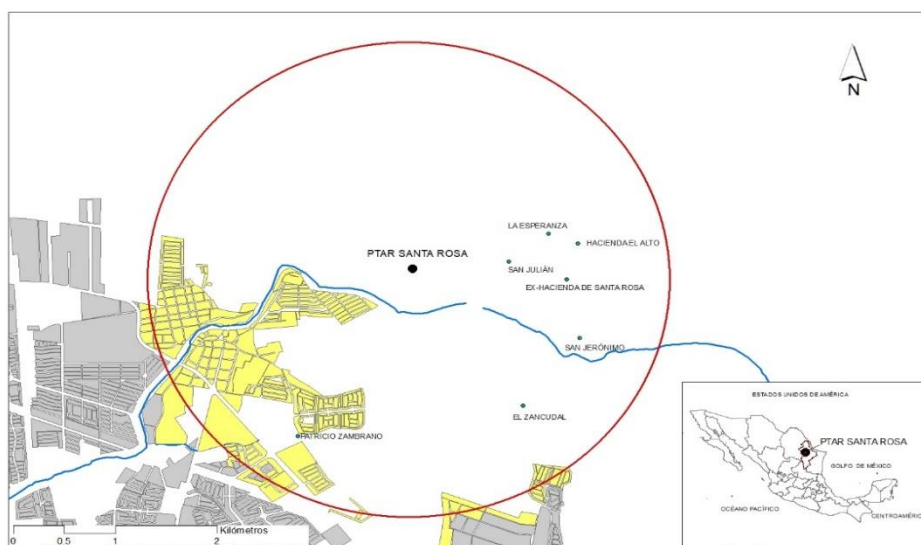 N
LA ESPERANZA
HACIENDA EL ALTO
PTAR SANTA ROSA
SAN JULIÁN
EX-HACIENDA DE SANTA ROSA
SAN JERÓNIMO
EL ZANCUDAL
PATRICIO ZAMBRANO
Kilómetros
0 0.5 1 2
ESTADOS UNIDOS DE AMÉRICA
PTAR SANTA ROSA
GOLFO DE MÉXICO
OCÉANO PACÍFICO
CENTROAMÉRIC